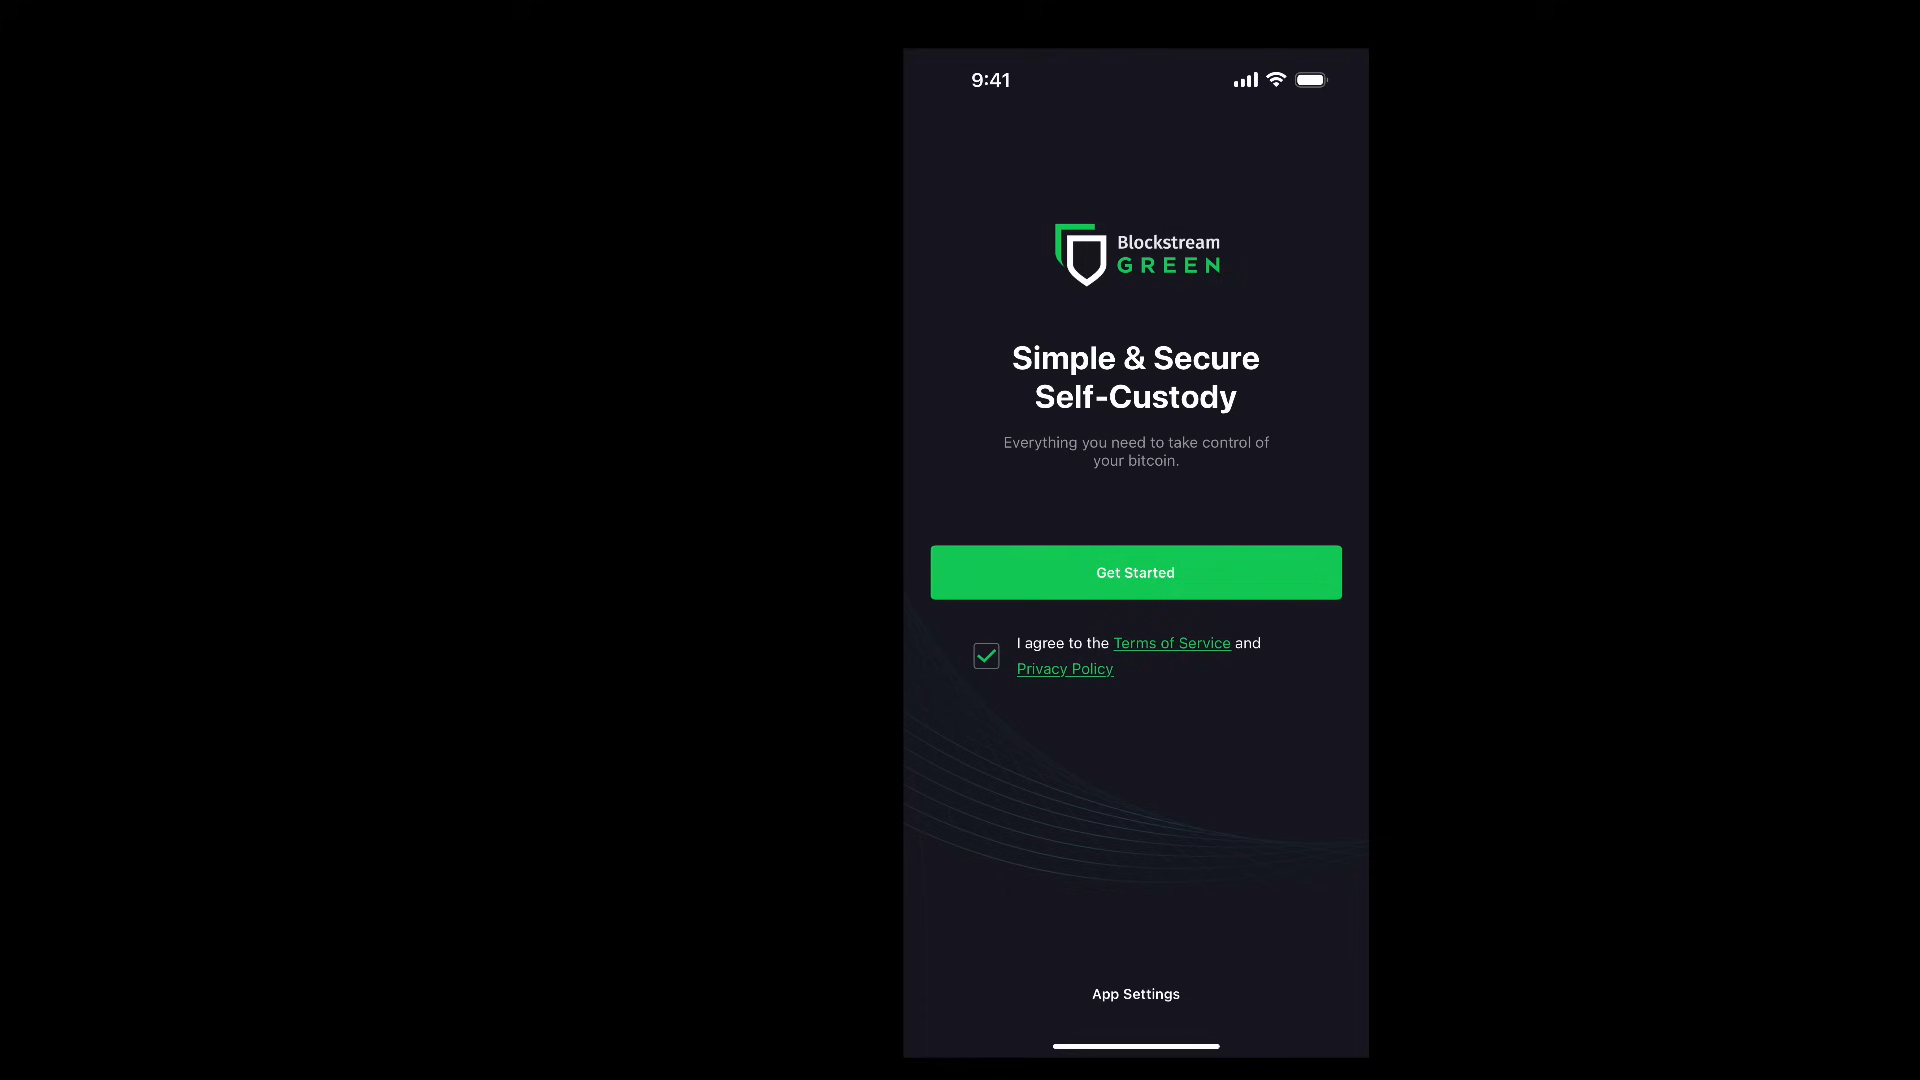 9:41
Blockstream
GREEN
Simple & Secure
Self-Custody
Everything you need to take control of
your bitcoin.
Get Started
I agree to the Terms of Service and
Privacy Policy
App Settings